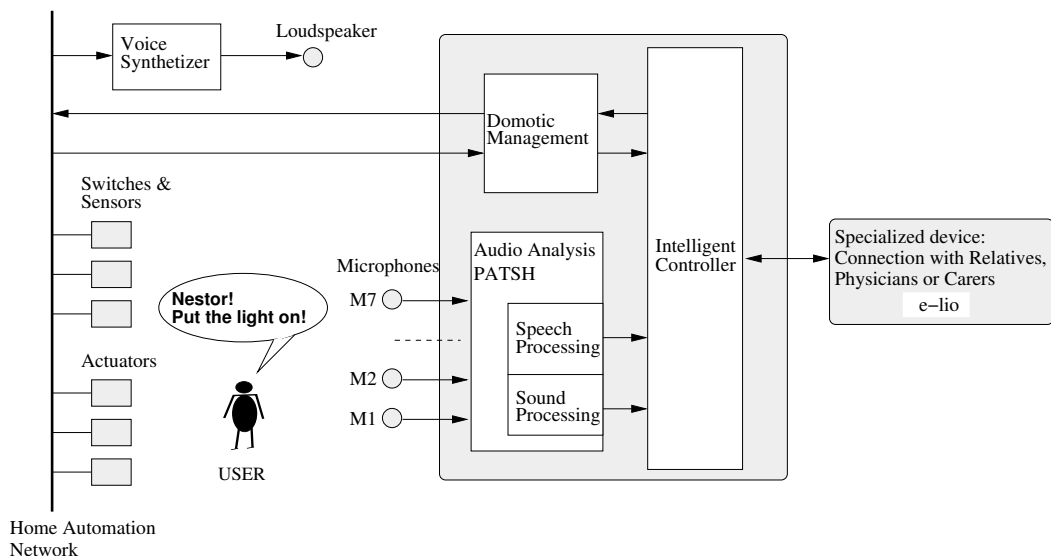 Loudspeaker
Voice
Synthetizer
Domotic
Management
Switches &
Sensors
Audio Analysis
PATSH
Intelligent
Controller
Specialized device:
Connection with Relatives,
Physicians or Carers
e−lio
Microphones
M7
Nestor!
Put the light on!
Speech
Processing
Actuators
M2
Sound
Processing
M1
USER
Home Automation
Network